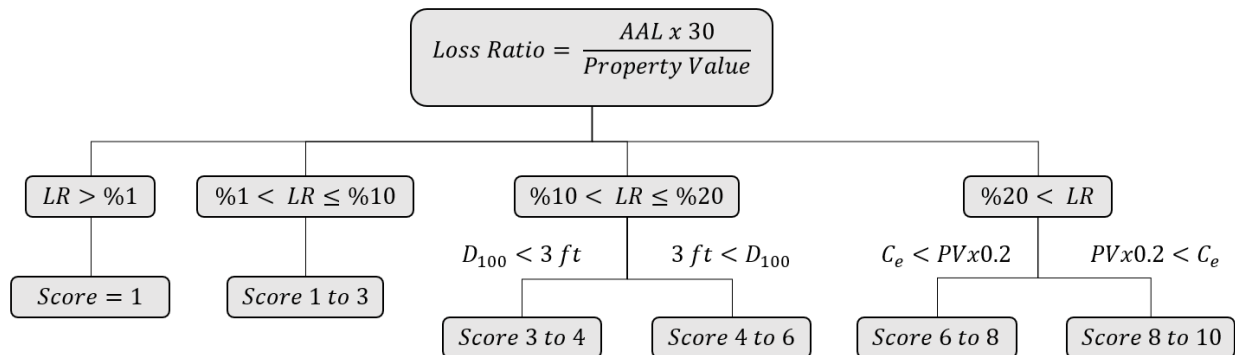 Loss Ratio = AAL x 30 / Property Value
LR > %1
%1 < LR ≤ %10
%10 < LR ≤ %20
%20 < LR
D₁₀₀ < 3 ft
3 ft < D₁₀₀
Cₑ < PVx0.2
PVx0.2 < Cₑ
Score = 1
Score 1 to 3
Score 3 to 4
Score 4 to 6
Score 6 to 8
Score 8 to 10